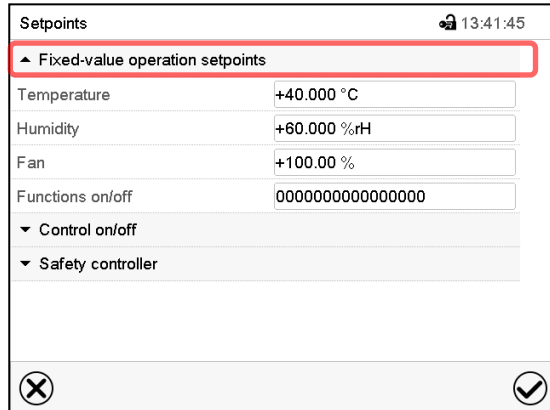 Setpoints 13:41:45
Fixed-value operation setpoints
Temperature +40.000 °C
Humidity +60.000 %rH
Fan +100.00 %
Functions on/off 0000000000000000
Control on/off
Safety controller